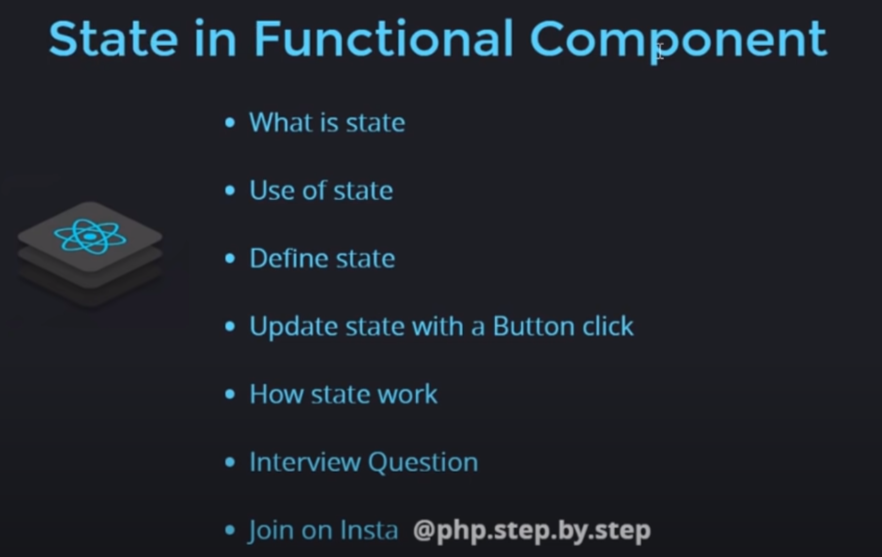 State in Functional Component
• What is state
• Use of state
• Define state
• Update state with a Button click
• How state work
• Interview Question
• Join on Insta @php.step.by.step